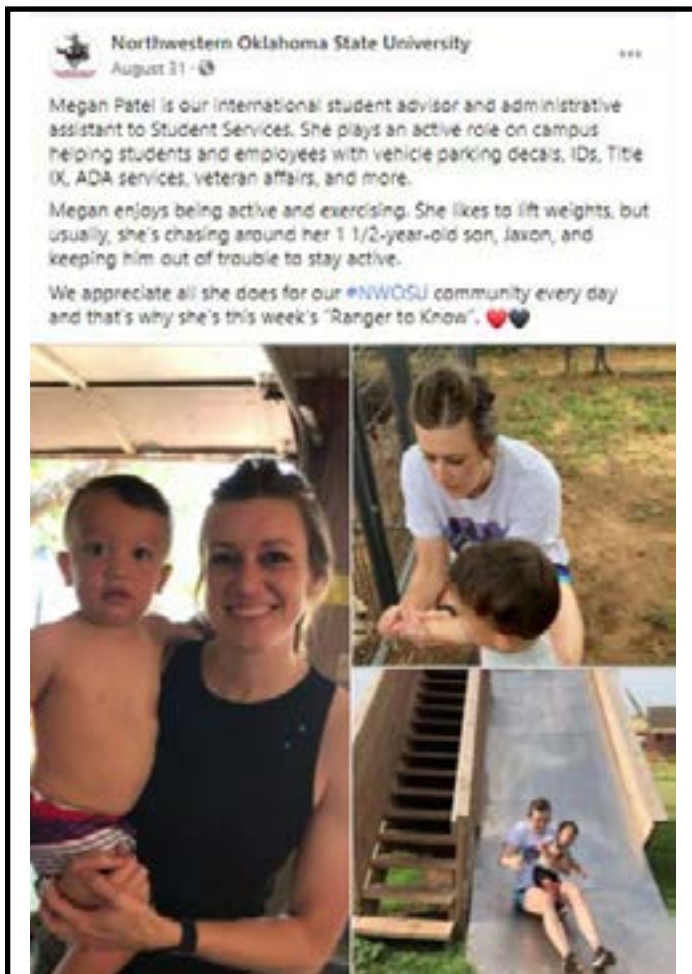 Northwestern Oklahoma State University
August 31 ·
Megan Patel is our international student advisor and administrative
assistant to Student Services. She plays an active role on campus
helping students and employees with vehicle parking decals, IDs, Title
IX, ADA services, veteran affairs, and more.
Megan enjoys being active and exercising. She likes to lift weights, but
usually, she's chasing around her 1 1/2-year-old son, Jaxon, and
keeping him out of trouble to stay active.
We appreciate all she does for our #NWOSU community every day
and that's why she's this week's "Ranger to Know". ❤️🖤